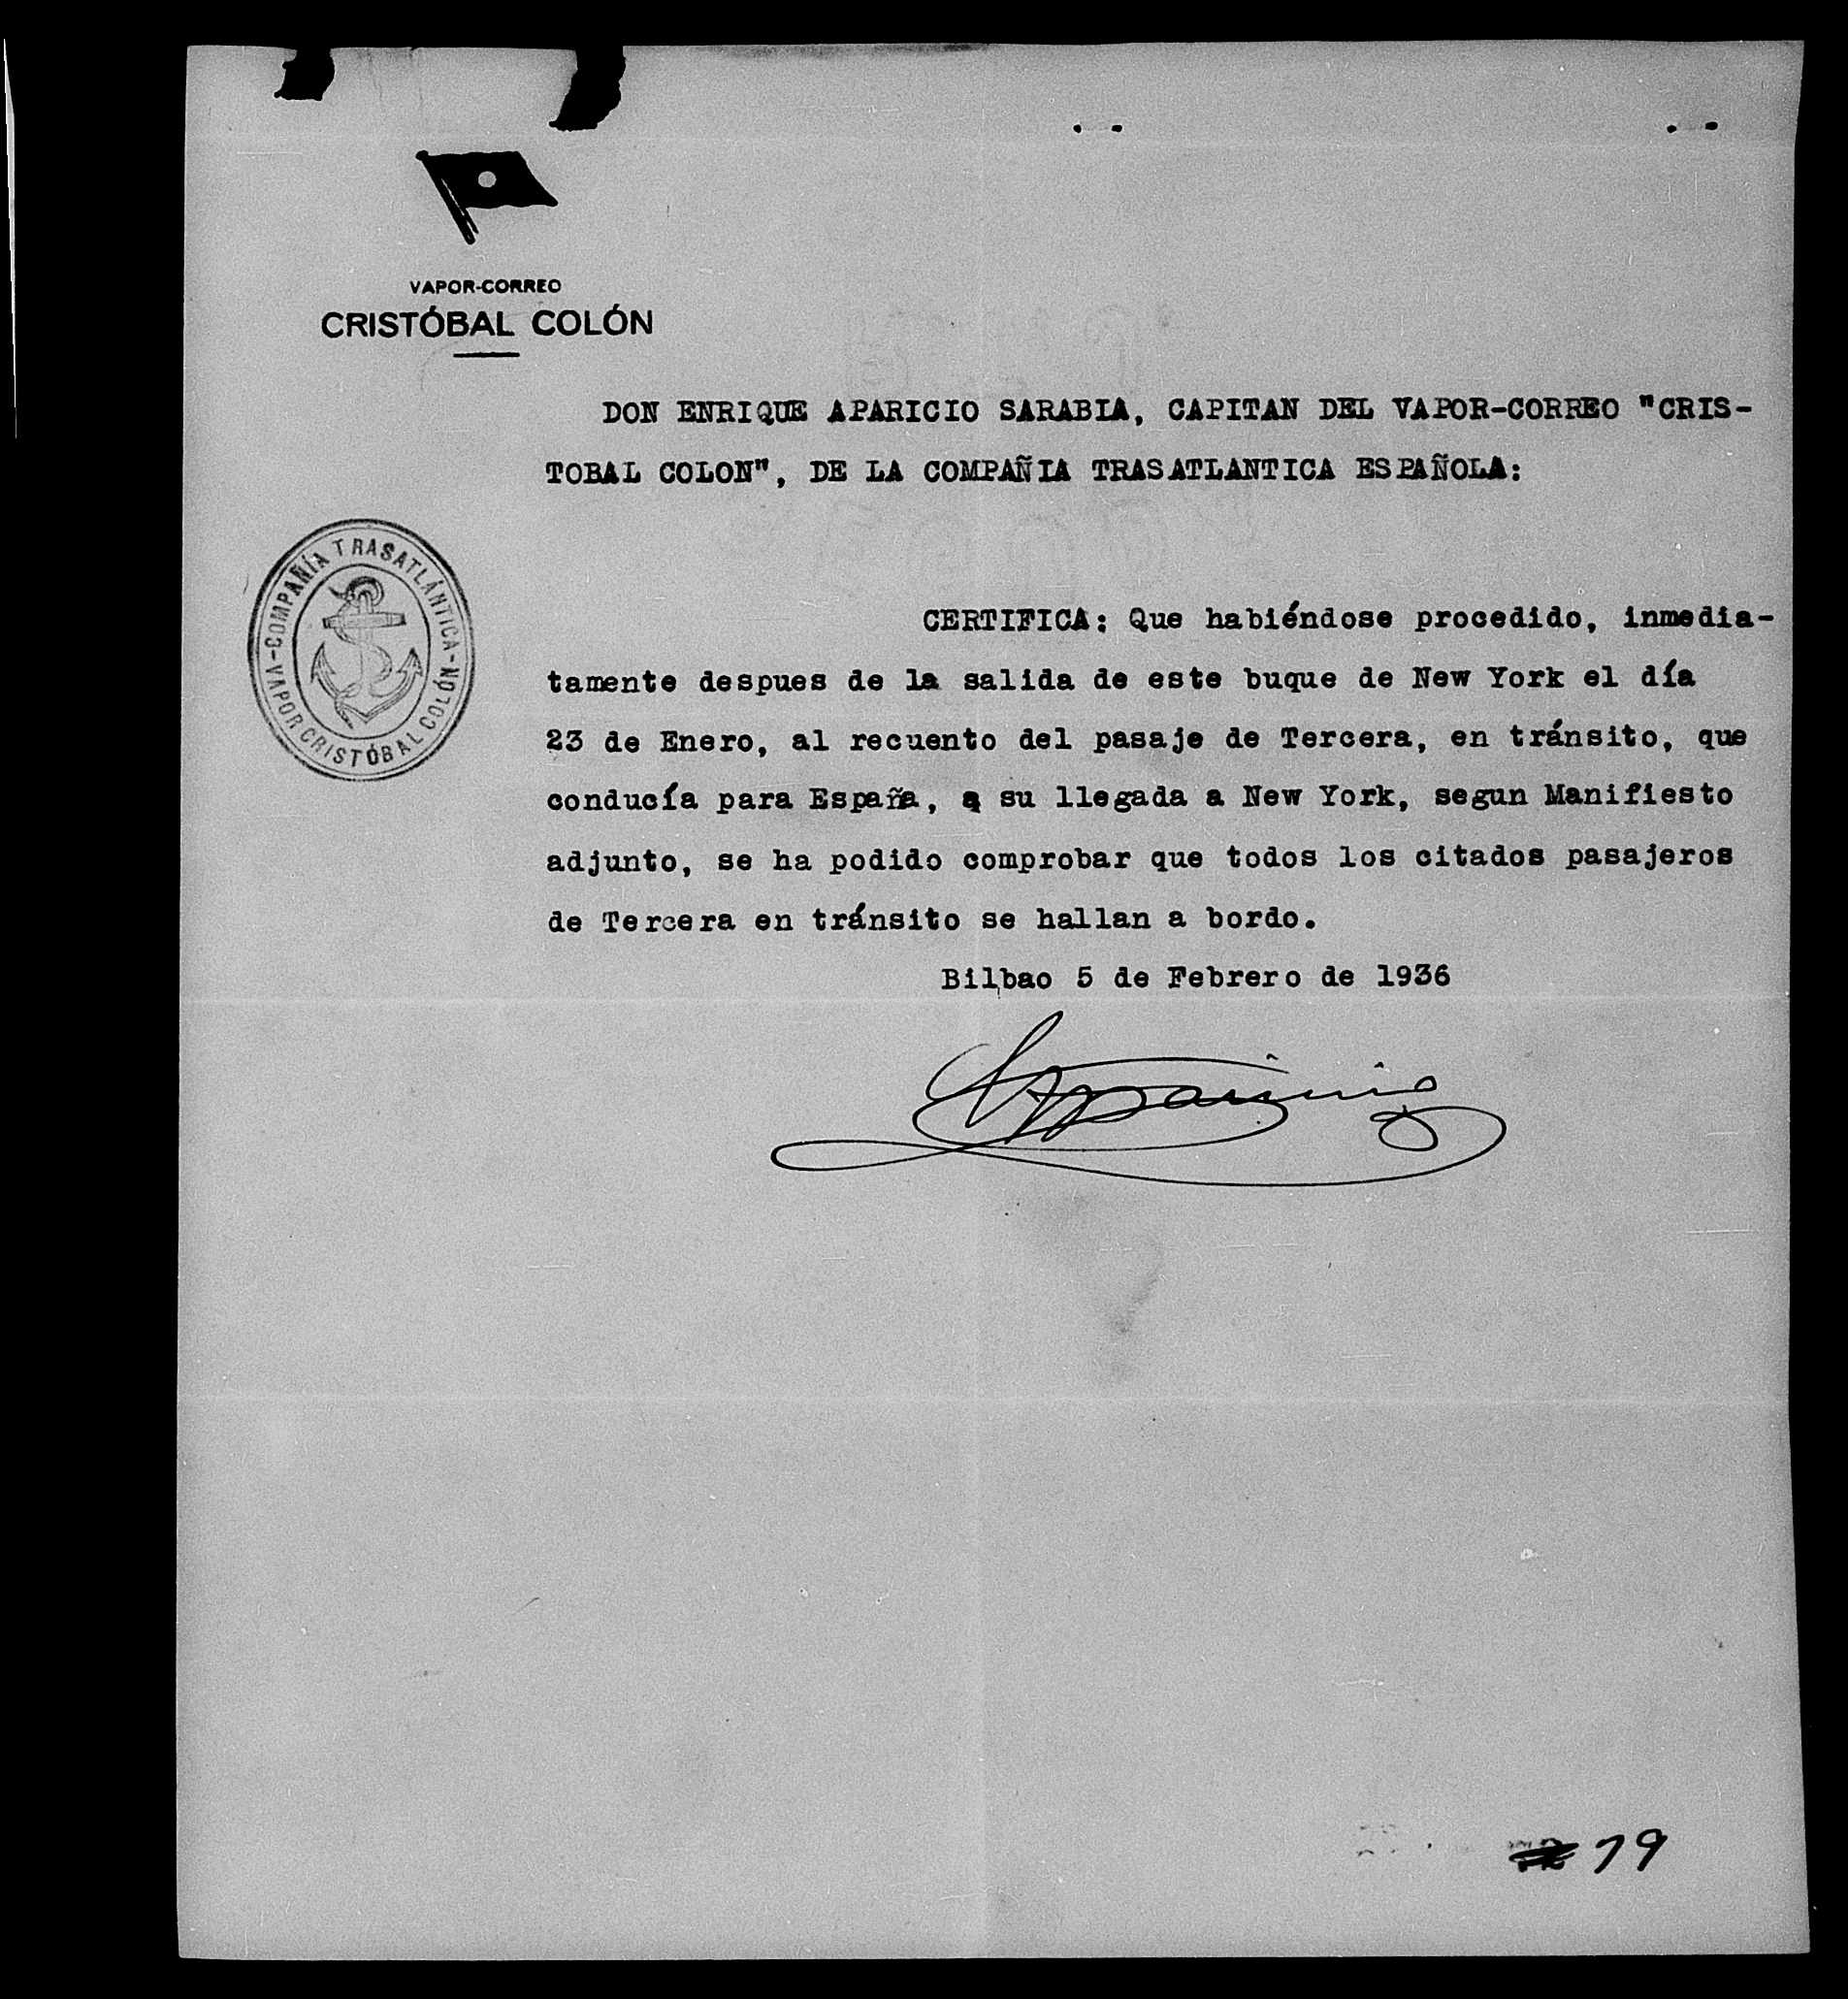 VAPOR-CORREO
CRISTÓBAL COLÓN
DON ENRIQUE APARICIO SARABIA, CAPITAN DEL VAPOR-CORREO "CRIS-
TOBAL COLON", DE LA COMPAÑIA TRASATLANTICA ESPAÑOLA:
COMPAÑÍA TRASATLÁNTICA-
VAPOR CRISTÓBAL COLÓN-
CERTIFICA: Que habiéndose procedido, inmedia-
tamente despues de la salida de este buque de New York el día
23 de Enero, al recuento del pasaje de Tercera, en tránsito, que
conducía para España, a su llegada a New York, segun Manifiesto
adjunto, se ha podido comprobar que todos los citados pasajeros
de Tercera en tránsito se hallan a bordo.
Bilbao 5 de Febrero de 1936
Aparicio
19